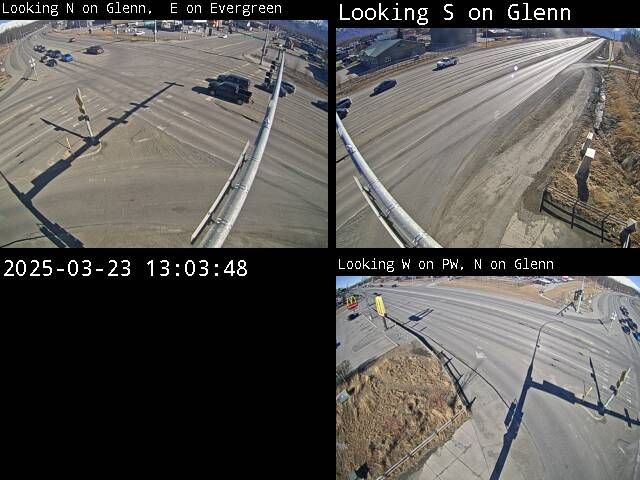 Looking N on Glenn,  E on Evergreen
Looking S on Glenn
2025-03-23 13:03:48
Looking W on PW, N on Glenn